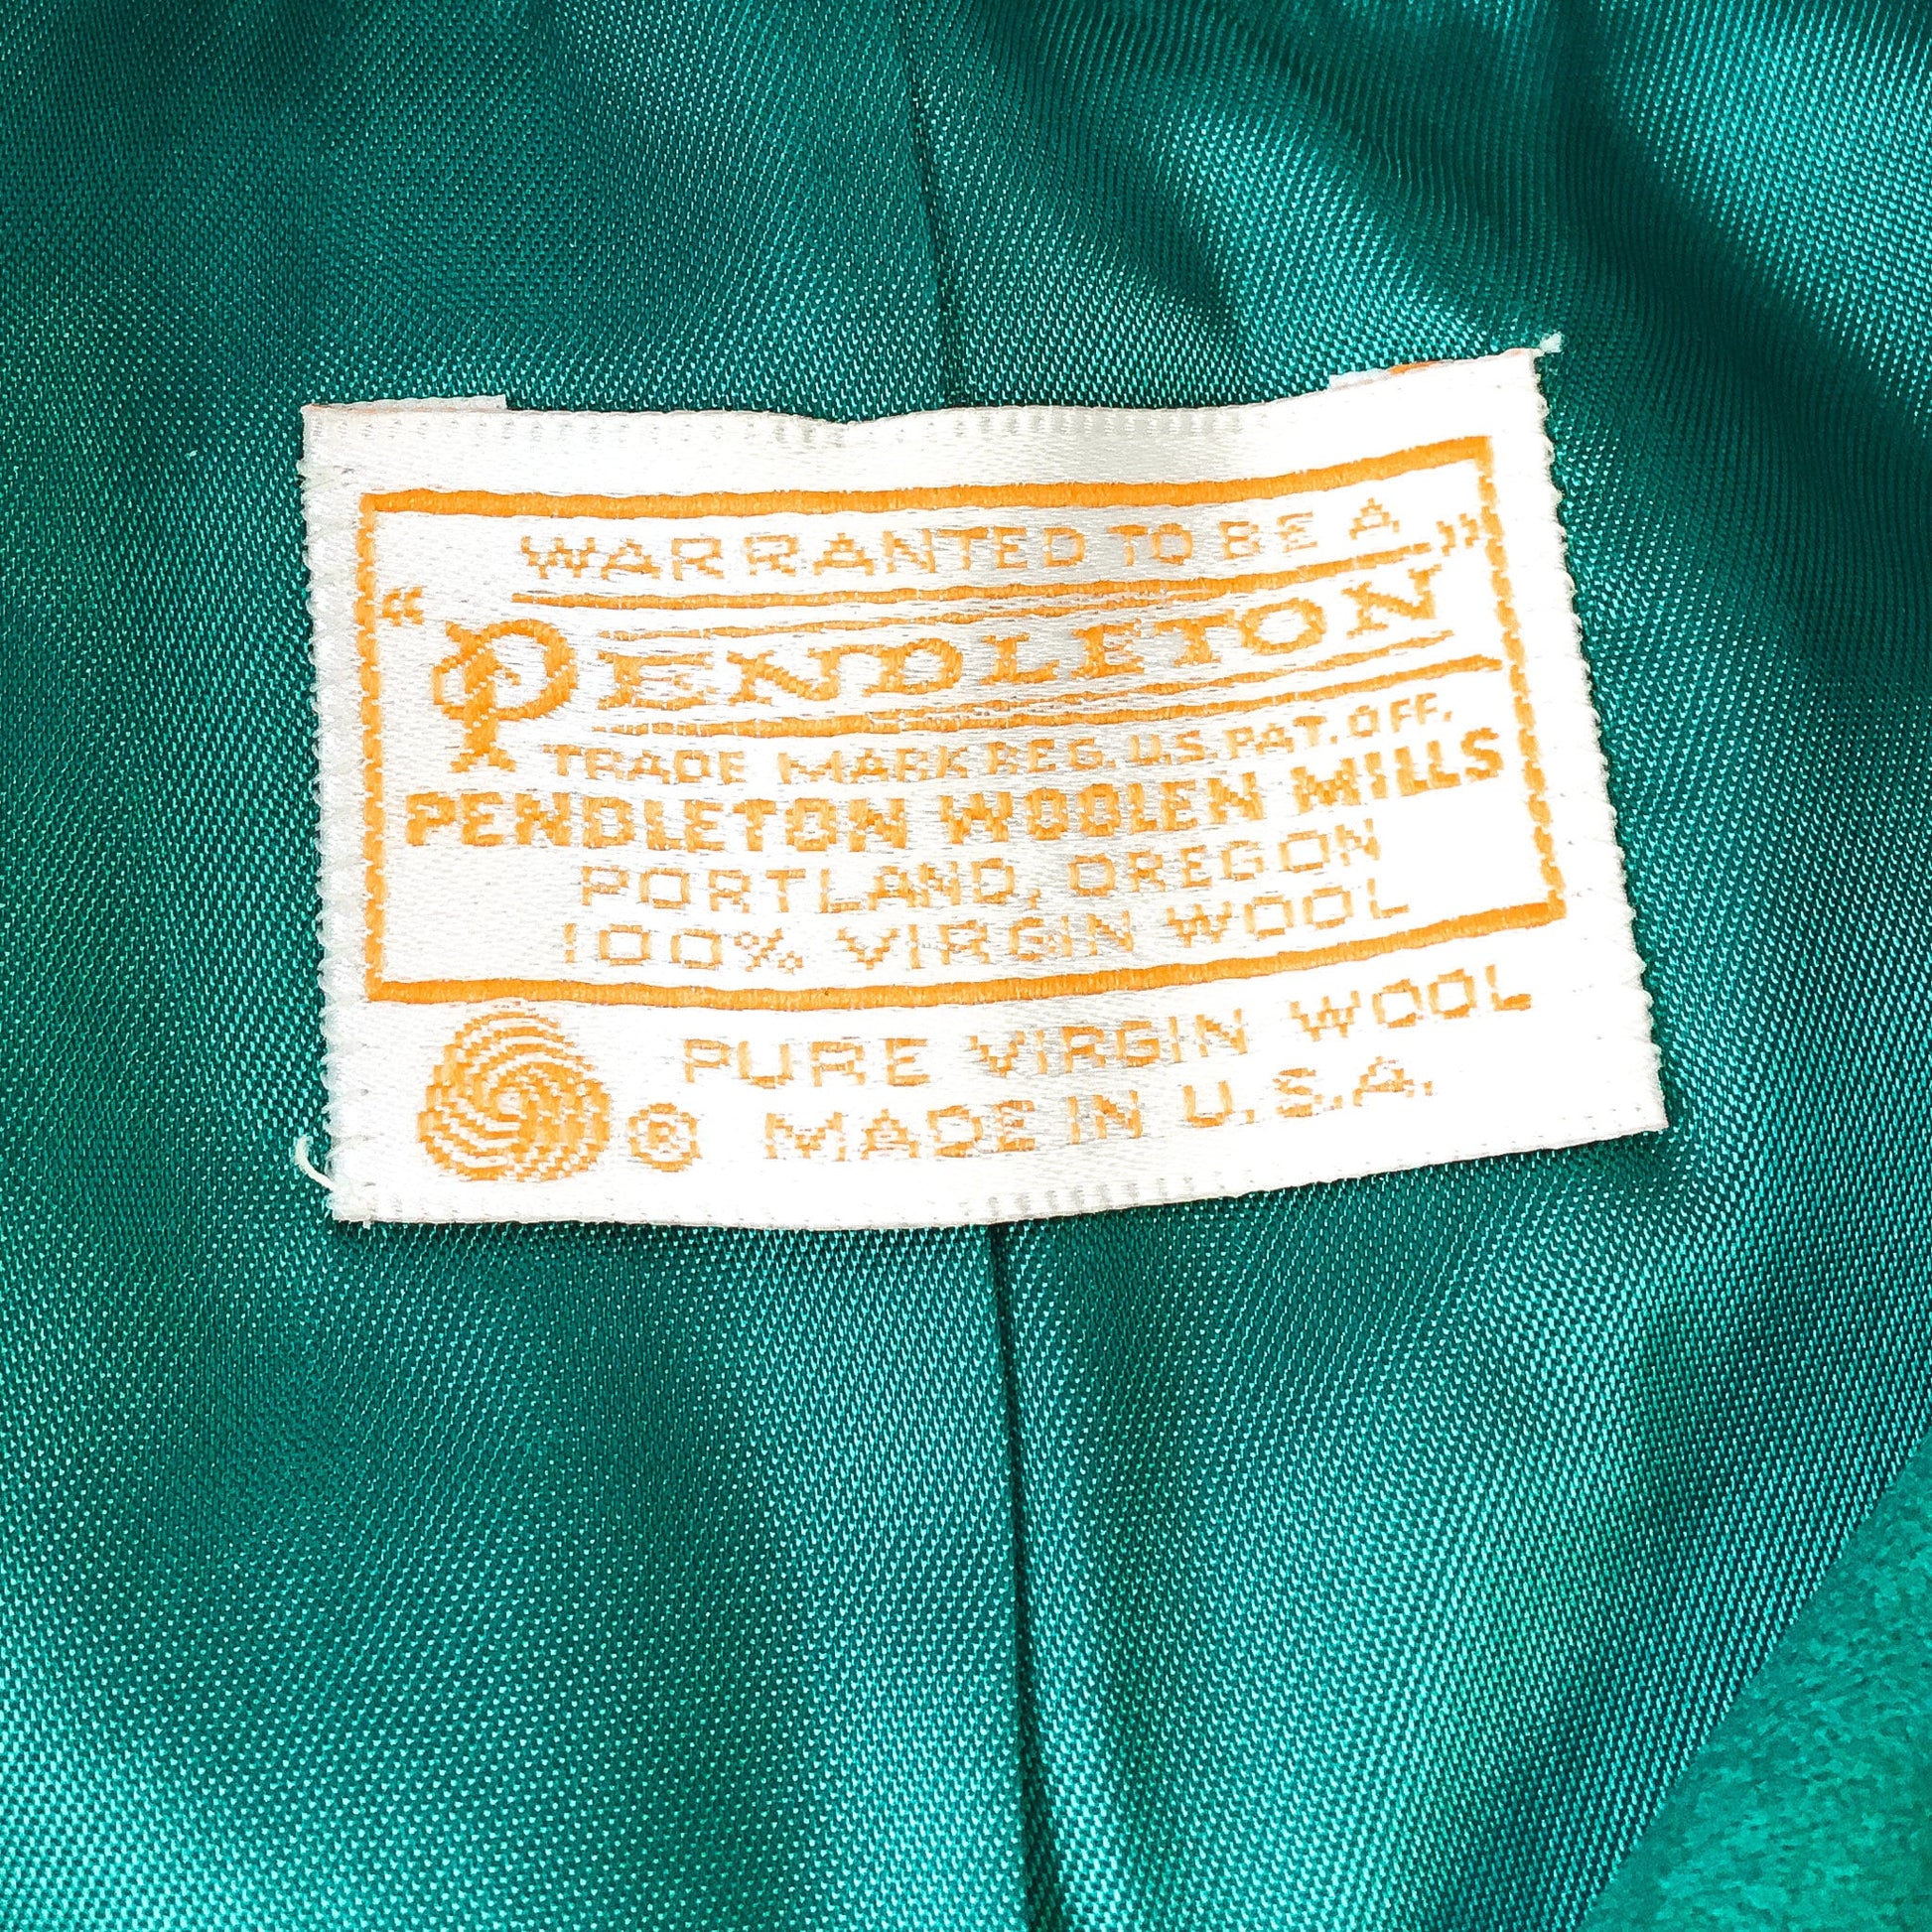 WARRANTED TO BE A
"PENDLETON"
TRADE MARK REG. U.S. PAT. OFF.
PENDLETON WOOLEN MILLS
PORTLAND, OREGON
100% VIRGIN WOOL
PURE VIRGIN WOOL
® MADE IN U.S.A.